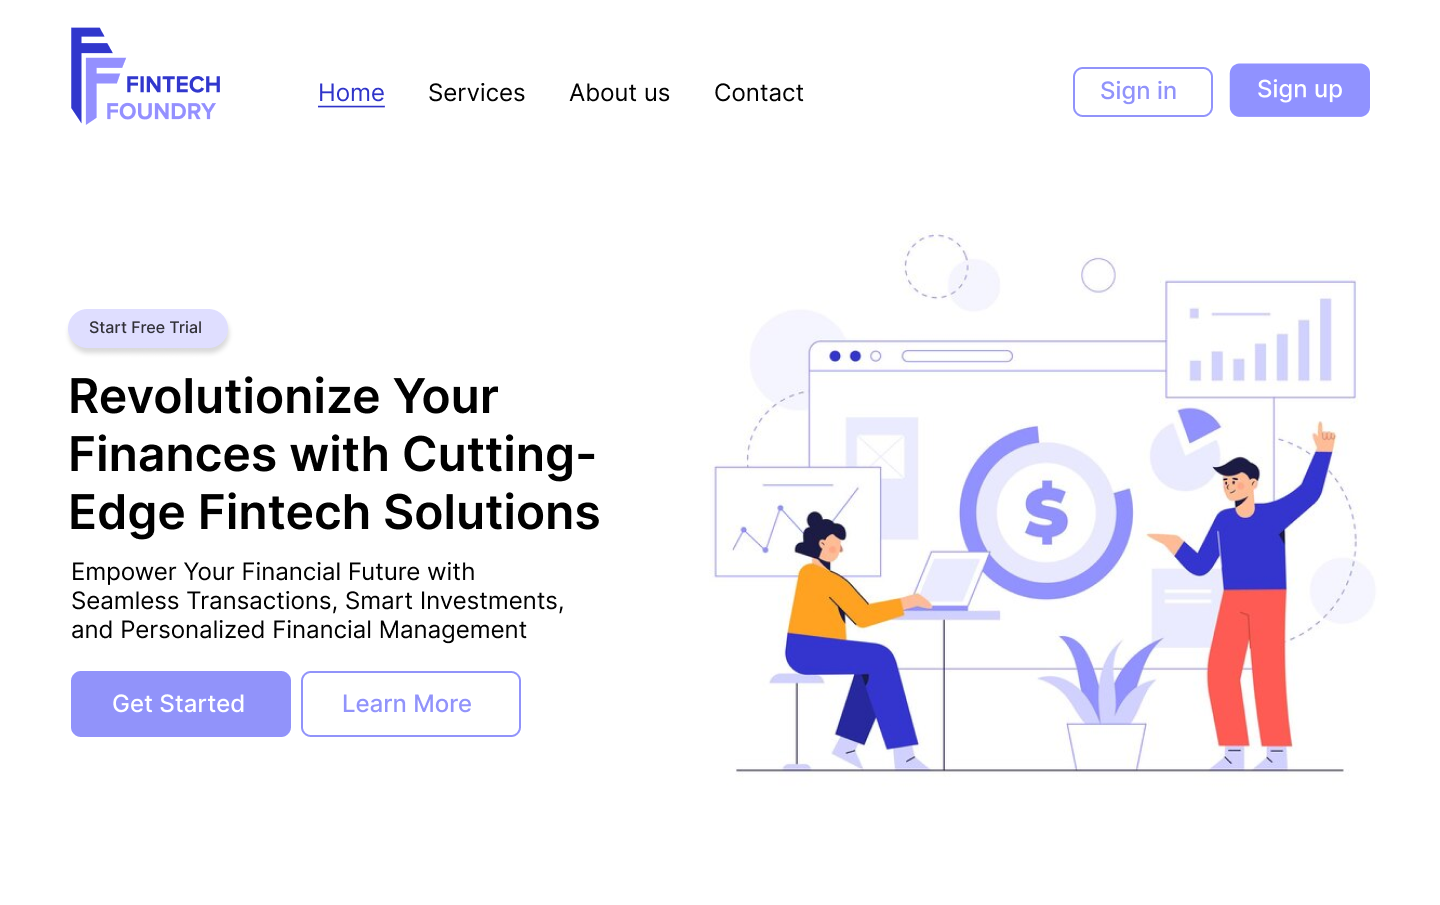 FINTECH
FOUNDRY
Home Services About us Contact
Sign in Sign up
Start Free Trial
Revolutionize Your
Finances with Cutting-
Edge Fintech Solutions
Empower Your Financial Future with
Seamless Transactions, Smart Investments,
and Personalized Financial Management
Get Started Learn More
$